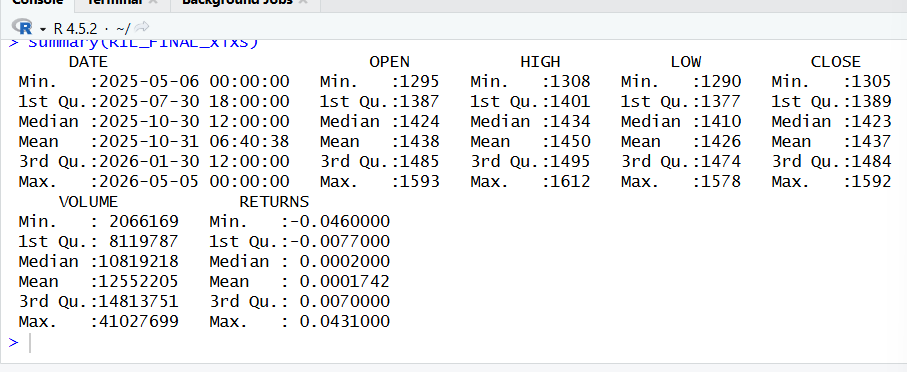 Console Terminal Background Jobs
R 4.5.2 · ~/
> summary(RIL_FINAL_X1XS)
DATE OPEN HIGH LOW CLOSE
Min. :2025-05-06 00:00:00 Min. :1295 Min. :1308 Min. :1290 Min. :1305
1st Qu.:2025-07-30 18:00:00 1st Qu.:1387 1st Qu.:1401 1st Qu.:1377 1st Qu.:1389
Median :2025-10-30 12:00:00 Median :1424 Median :1434 Median :1410 Median :1423
Mean :2025-10-31 06:40:38 Mean :1438 Mean :1450 Mean :1426 Mean :1437
3rd Qu.:2026-01-30 12:00:00 3rd Qu.:1485 3rd Qu.:1495 3rd Qu.:1474 3rd Qu.:1484
Max. :2026-05-05 00:00:00 Max. :1593 Max. :1612 Max. :1578 Max. :1592
VOLUME RETURNS
Min. : 2066169 Min. :-0.0460000
1st Qu.: 8119787 1st Qu.:-0.0077000
Median :10819218 Median : 0.0002000
Mean :12552205 Mean : 0.0001742
3rd Qu.:14813751 3rd Qu.: 0.0070000
Max. :41027699 Max. : 0.0431000
>